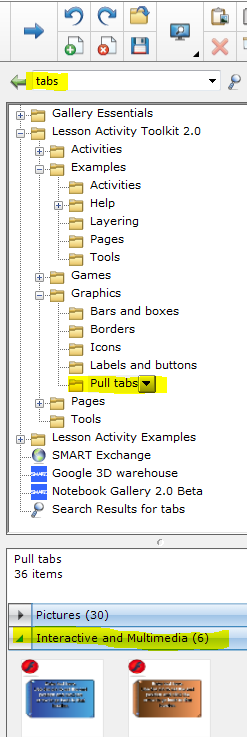 tabs
Gallery Essentials
Lesson Activity Toolkit 2.0
Activities
Examples
Activities
Help
Layering
Pages
Tools
Games
Graphics
Bars and boxes
Borders
Icons
Labels and buttons
Pull tabs
Pages
Tools
Lesson Activity Examples
SMART Exchange
Google 3D warehouse
Notebook Gallery 2.0 Beta
Search Results for tabs
Pull tabs
36 items
Pictures (30)
Interactive and Multimedia (6)